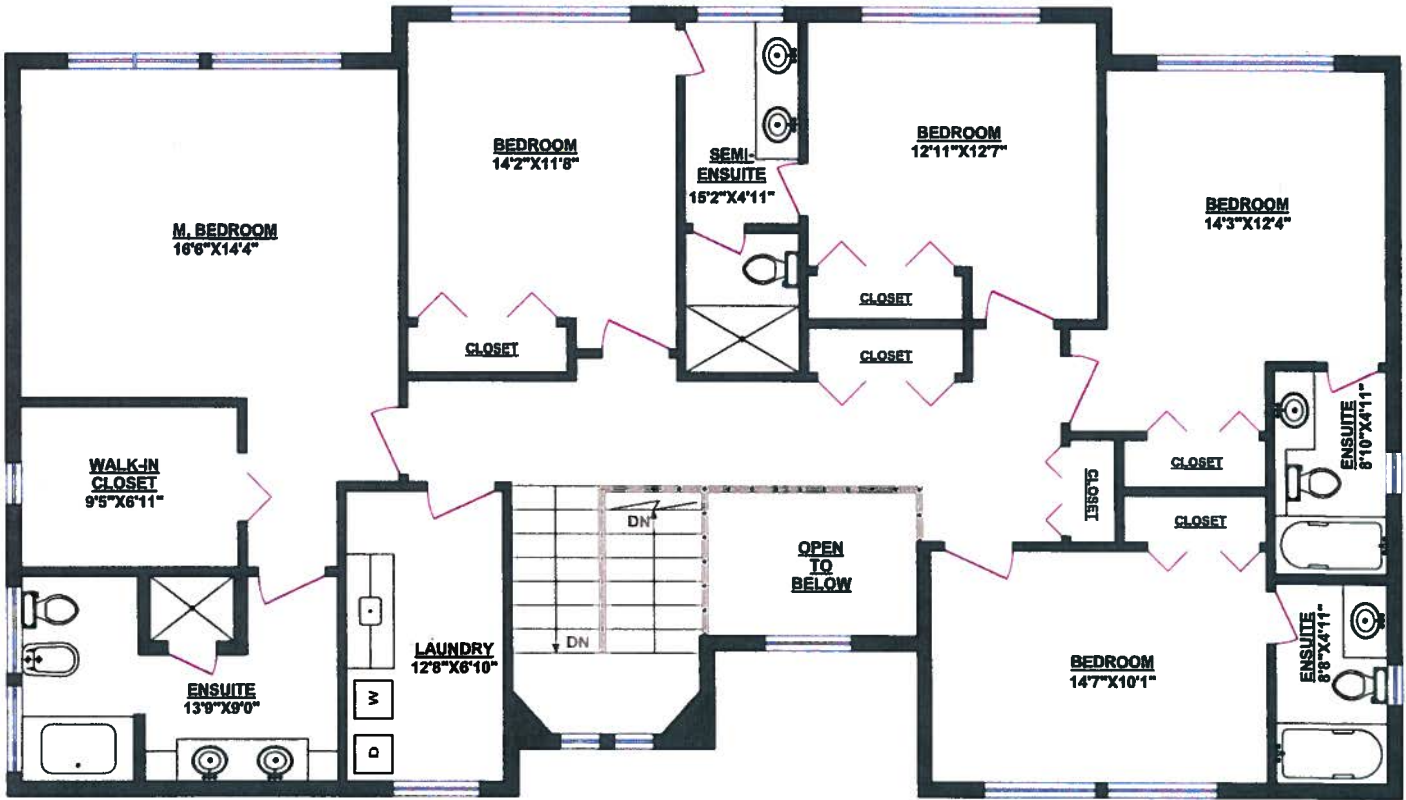 M. BEDROOM
16'6"X14'4"
BEDROOM
14'2"X11'8"
CLOSET
SEMI-
ENSUITE
15'2"X4'11"
BEDROOM
12'11"X12'7"
CLOSET
CLOSET
BEDROOM
14'3"X12'4"
ENSUITE
8'10"X4'11"
CLOSET
CLOSET
CLOSET
WALK-IN
CLOSET
9'5"X6'11"
ENSUITE
13'9"X9'0"
LAUNDRY
12'8"X6'10"
W
D
DN
DN
OPEN
TO
BELOW
BEDROOM
14'7"X10'1"
ENSUITE
8'8"X4'11"